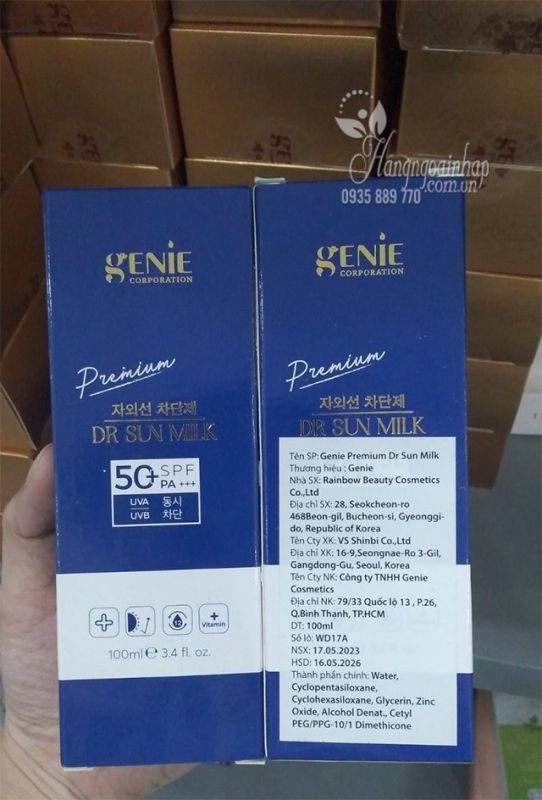 Hangngoainhap
.com.vn
0935 889 770
GENIE
CORPORATION
Premium
자외선 차단제
DR SUN MILK
50+ SPF
PA +++
UVA
UVB
동시
차단
12
+
Vitamin
100ml ℮ 3.4 fl. oz.
GENIE
CORPORATION
Premium
자외선 차단제
DR SUN MILK
Tên SP: Genie Premium Dr Sun Milk
Thương hiệu : Genie
Nhà SX: Rainbow Beauty Cosmetics
Co.,Ltd
Địa chỉ SX: 28, Seokcheon-ro
468Beon-gil, Bucheon-si, Gyeonggi-
do, Republic of Korea
Tên Cty XK: VS Shinbi Co.,Ltd
Địa chỉ XK: 16-9,Seongnae-Ro 3-Gil,
Gangdong-Gu, Seoul, Korea
Tên Cty NK: Công ty TNHH Genie
Cosmetics
Địa chỉ NK: 79/33 Quốc lộ 13 , P.26,
Q.Bình Thạnh, TP.HCM
DT: 100ml
Số lô: WD17A
NSX: 17.05.2023
HSD: 16.05.2026
Thành phần chính: Water,
Cyclopentasiloxane,
Cyclohexasiloxane, Glycerin, Zinc
Oxide, Alcohol Denat., Cetyl
PEG/PPG-10/1 Dimethicone